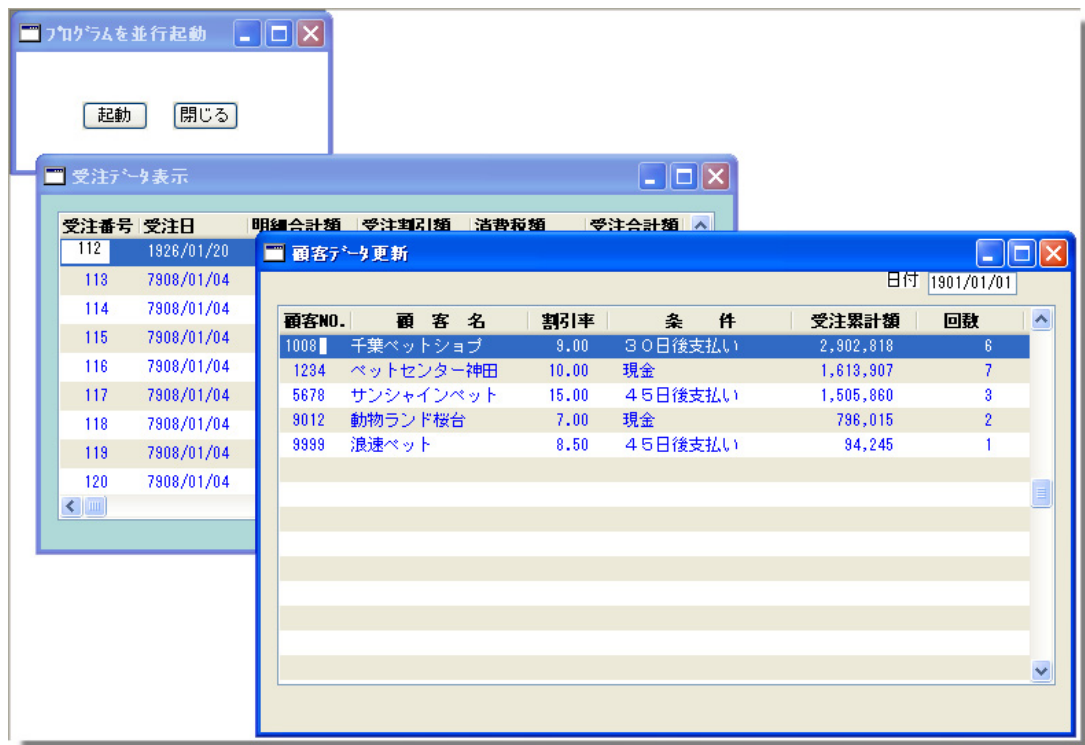 ﾌﾟﾛｸﾞﾗﾑを並行起動
起動 閉じる
受注ﾃﾞｰﾀ表示
受注番号 受注日 明細合計額 受注割引額 消費税額 受注合計額
112 1926/01/20
113 7908/01/04
114 7908/01/04
115 7908/01/04
116 7908/01/04
117 7908/01/04
118 7908/01/04
119 7908/01/04
120 7908/01/04
顧客ﾃﾞｰﾀ更新
日付 1901/01/01
顧客NO. 顧 客 名 割引率 条 件 受注累計額 回数
1008 千葉ペットショプ 9.00 ３０日後支払い 2,902,818 6
1234 ペットセンター神田 10.00 現金 1,613,907 7
5678 サンシャインペット 15.00 ４５日後支払い 1,505,860 3
9012 動物ランド桜台 7.00 現金 796,015 2
9999 浪速ペット 8.50 ４５日後支払い 94,245 1